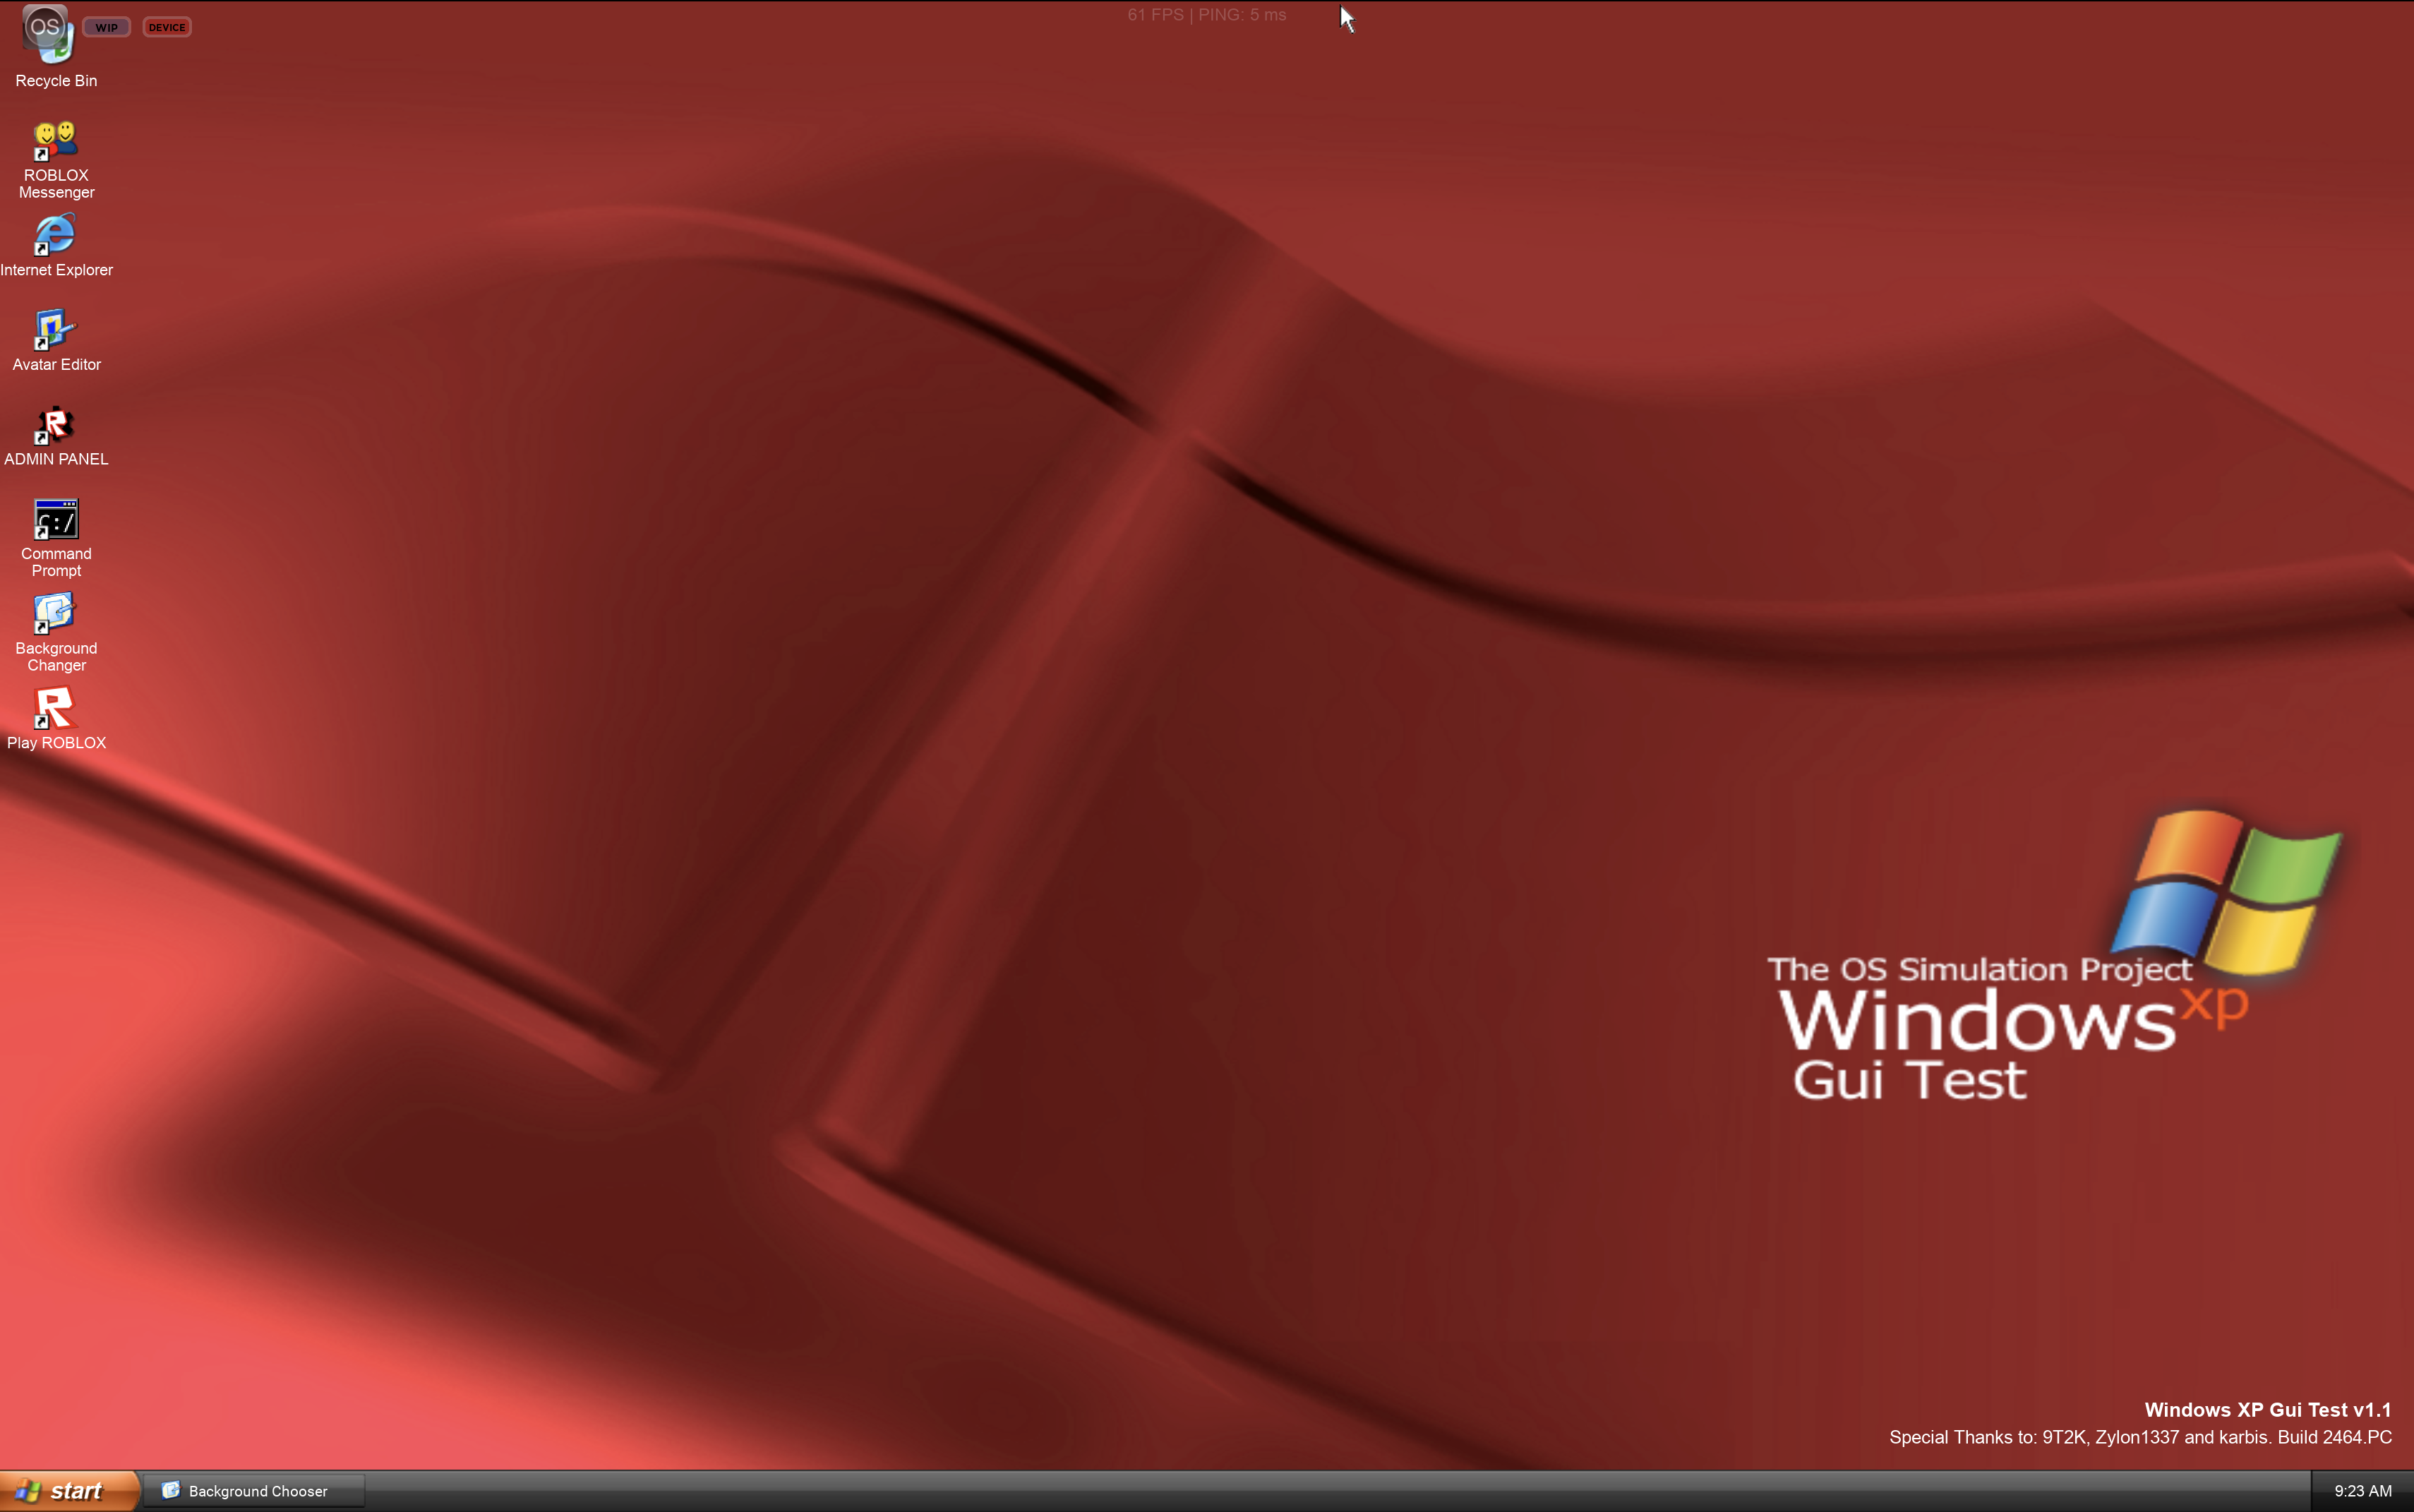 61 FPS | PING: 5 ms
OS
WIP
DEVICE
Recycle Bin
ROBLOX
Messenger
Internet Explorer
Avatar Editor
ADMIN PANEL
C:/
Command
Prompt
Background
Changer
Play ROBLOX
The OS Simulation Project
Windows xp
Gui Test
Windows XP Gui Test v1.1
Special Thanks to: 9T2K, Zylon1337 and karbis. Build 2464.PC
start
Background Chooser
9:23 AM